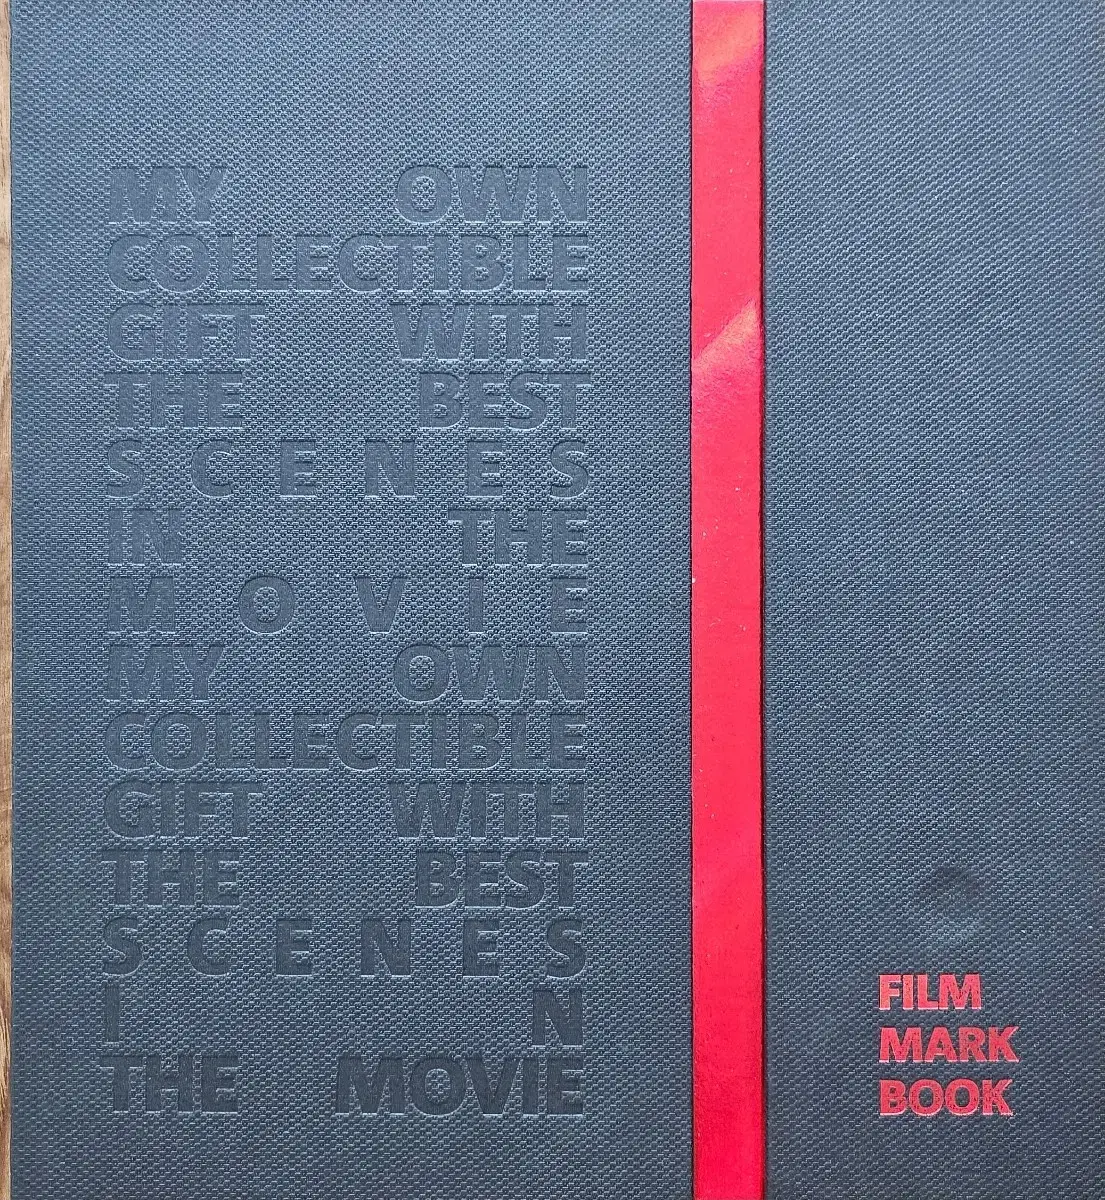 MY OWN
COLLECTIBLE
GIFT WITH
THE BEST
SCENES
IN THE
MOVIE
MY OWN
COLLECTIBLE
GIFT WITH
THE BEST
SCENES
IN
THE MOVIE
FILM
MARK
BOOK